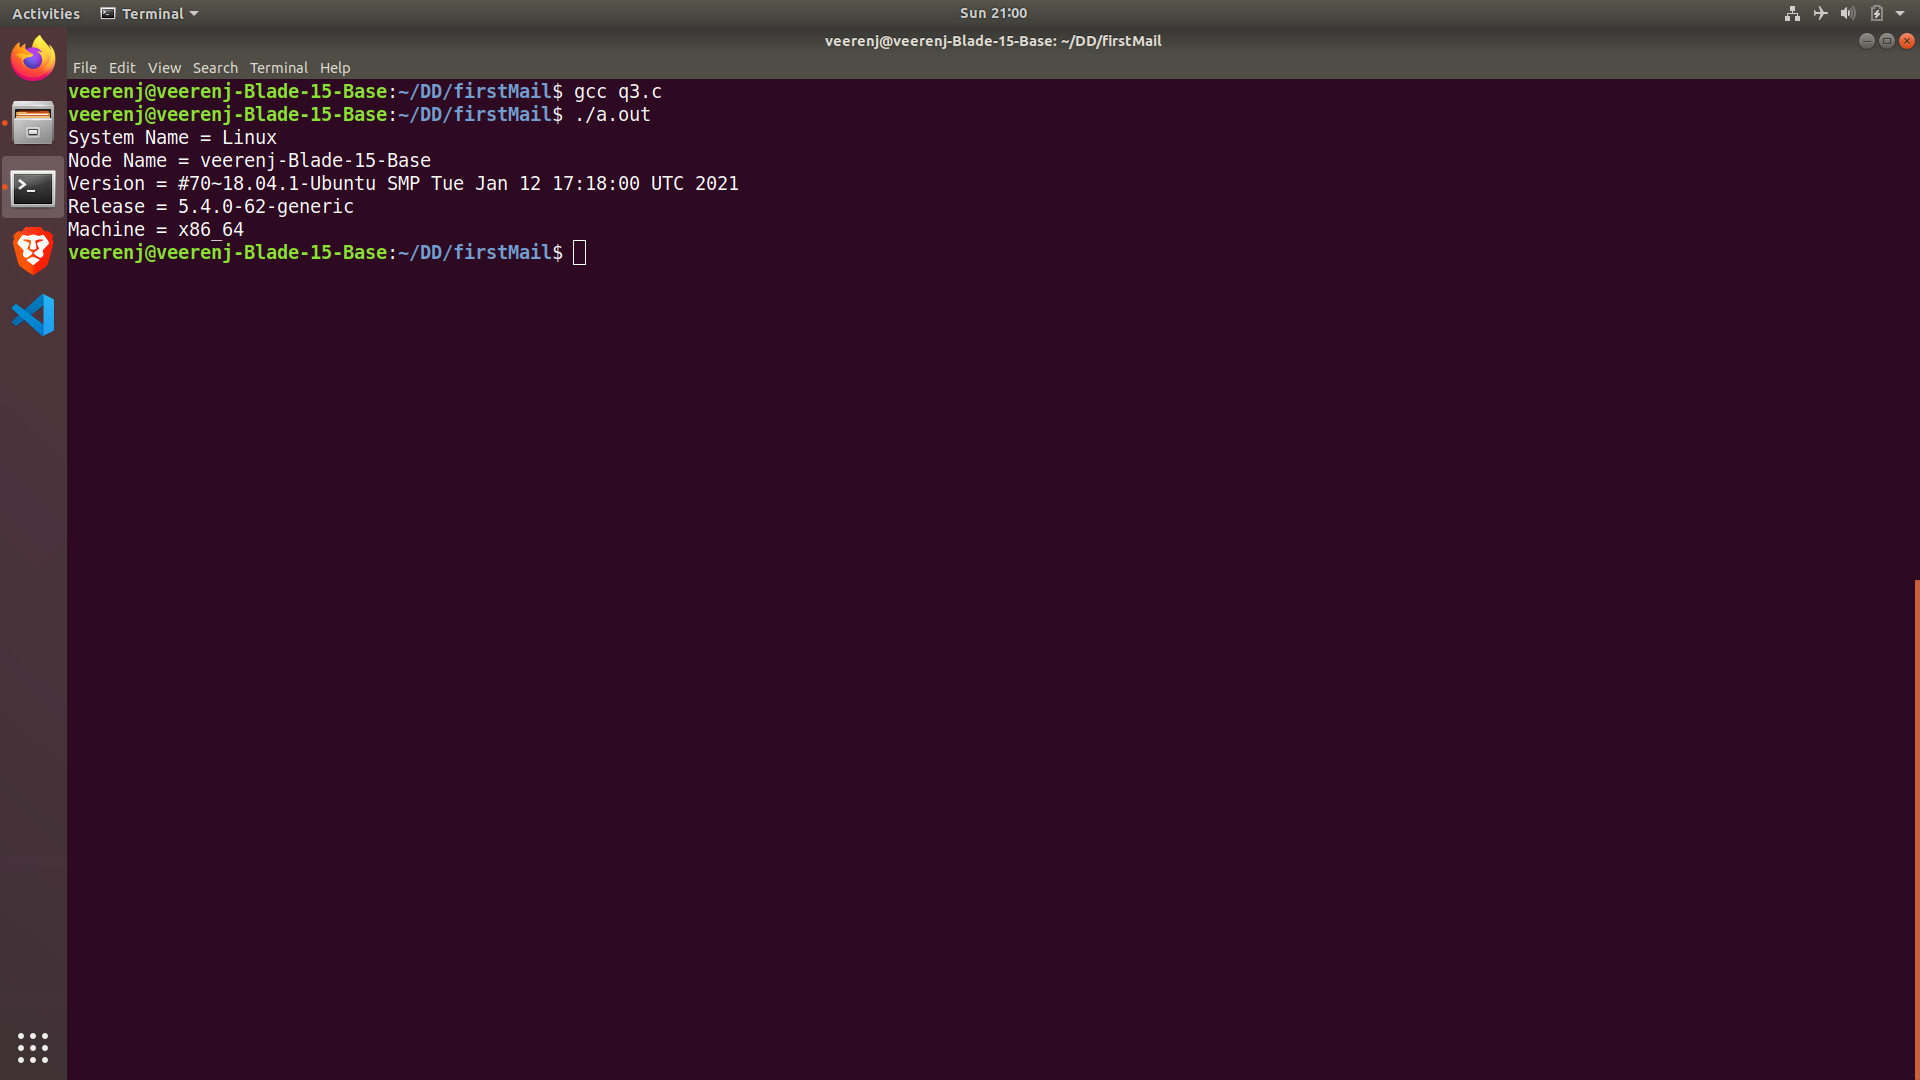 Activities Terminal Sun 21:00
veerenj@veerenj-Blade-15-Base: ~/DD/firstMail
File Edit View Search Terminal Help
veerenj@veerenj-Blade-15-Base:~/DD/firstMail$ gcc q3.c
veerenj@veerenj-Blade-15-Base:~/DD/firstMail$ ./a.out
System Name = Linux
Node Name = veerenj-Blade-15-Base
Version = #70~18.04.1-Ubuntu SMP Tue Jan 12 17:18:00 UTC 2021
Release = 5.4.0-62-generic
Machine = x86_64
veerenj@veerenj-Blade-15-Base:~/DD/firstMail$